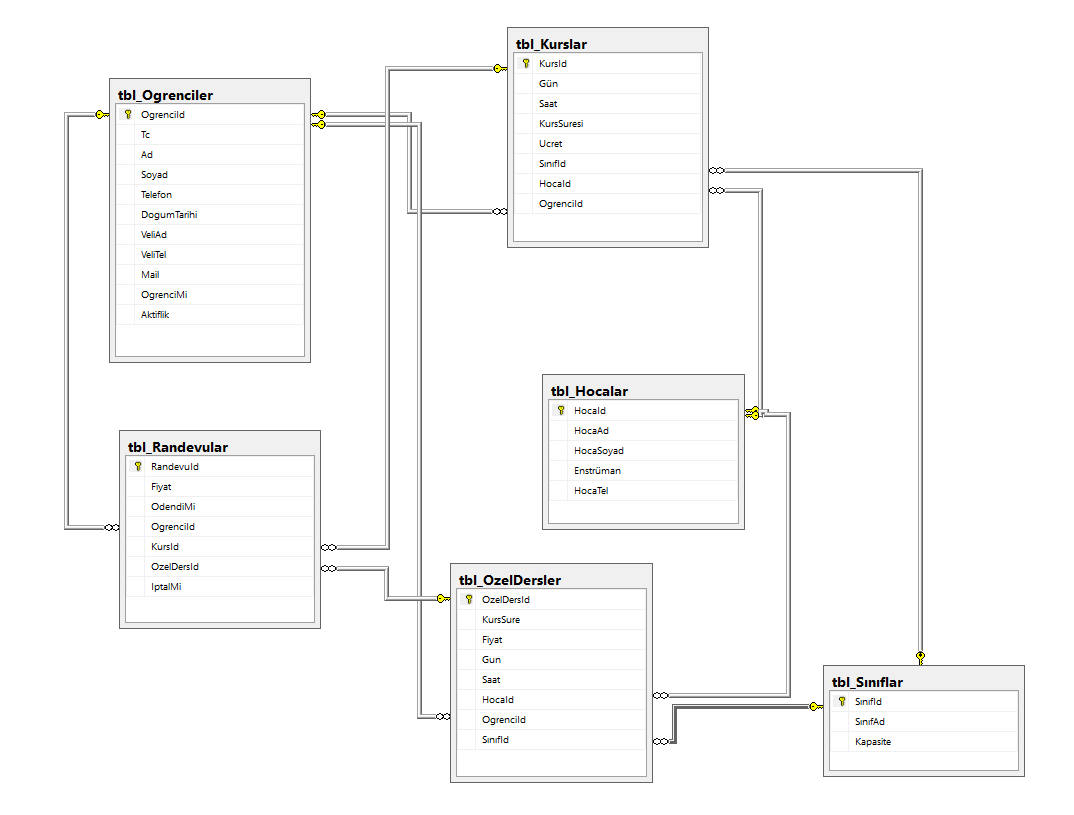 tbl_Kurslar
KursId
Gün
Saat
KursSuresi
Ucret
SınıfId
HocaId
OgrenciId
tbl_Ogrenciler
OgrenciId
Tc
Ad
Soyad
Telefon
DogumTarihi
VeliAd
VeliTel
Mail
OgrenciMi
Aktiflik
tbl_Hocalar
HocaId
HocaAd
HocaSoyad
Enstrüman
HocaTel
tbl_Randevular
RandevuId
Fiyat
OdendiMi
OgrenciId
KursId
OzelDersId
IptalMi
tbl_OzelDersler
OzelDersId
KursSure
Fiyat
Gun
Saat
HocaId
OgrenciId
SınıfId
tbl_Sınıflar
SınıfId
SınıfAd
Kapasite